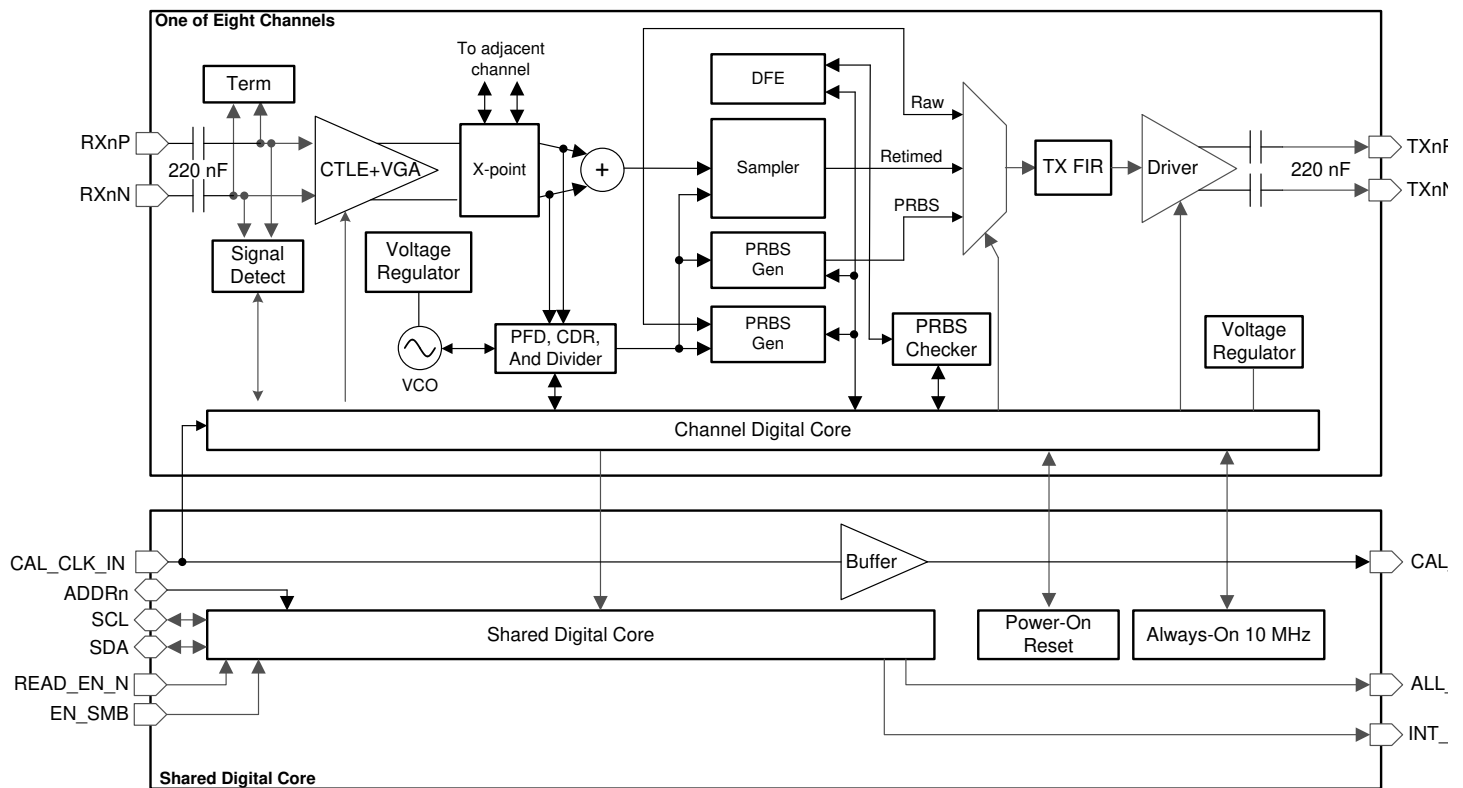 One of Eight Channels
To adjacent
channel
Term
DFE
Raw
RXnP
220 nF
RXnN
CTLE+VGA
X-point
+
Sampler
Retimed
TX FIR
Driver
220 nF
PRBS
Signal
Detect
Voltage
Regulator
PRBS
Gen
PFD, CDR,
And Divider
VCO
PRBS
Gen
PRBS
Checker
Voltage
Regulator
Channel Digital Core
CAL_CLK_IN
Buffer
CAL_
ADDRn
SCL
SDA
Shared Digital Core
Power-On
Reset
Always-On 10 MHz
READ_EN_N
ALL_
EN_SMB
INT_
Shared Digital Core